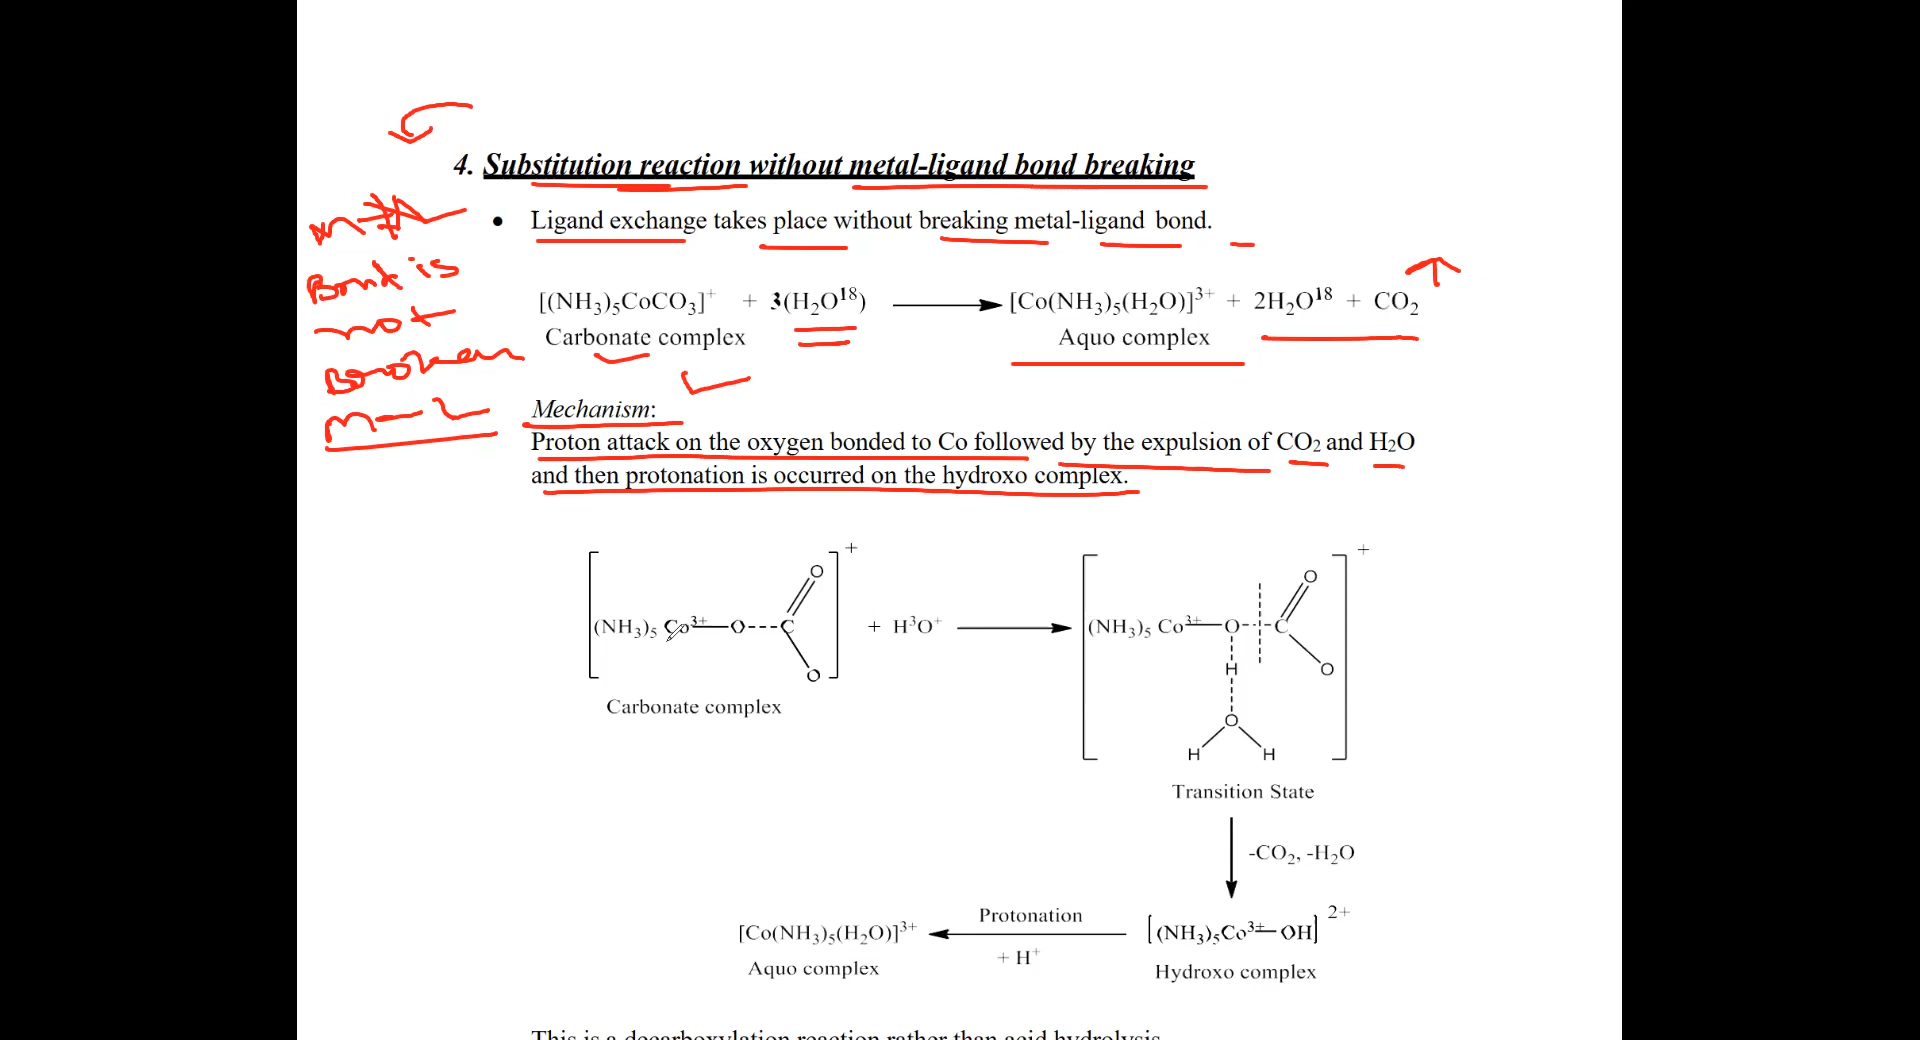 4. Substitution reaction without metal-ligand bond breaking
• Ligand exchange takes place without breaking metal-ligand bond.
[(NH₃)₅CoCO₃]⁺ + 3(H₂O¹⁸) → [Co(NH₃)₅(H₂O)]³⁺ + 2H₂O¹⁸ + CO₂ ↑
Carbonate complex Aquo complex
Bond is
not
Broken
M-L
Mechanism:
Proton attack on the oxygen bonded to Co followed by the expulsion of CO₂ and H₂O
and then protonation is occurred on the hydroxo complex.
[(NH₃)₅ Co³⁺—O---C O O]⁺ + H³O⁺ → [(NH₃)₅ Co³⁺—O---C O O H O H H]⁺
Carbonate complex
Transition State
-CO₂, -H₂O
[Co(NH₃)₅(H₂O)]³⁺ ← Protonation + H⁺ [(NH₃)₅Co³⁺—OH]²⁺
Aquo complex Hydroxo complex
This is a decarboxylation reaction rather than acid hydrolysis